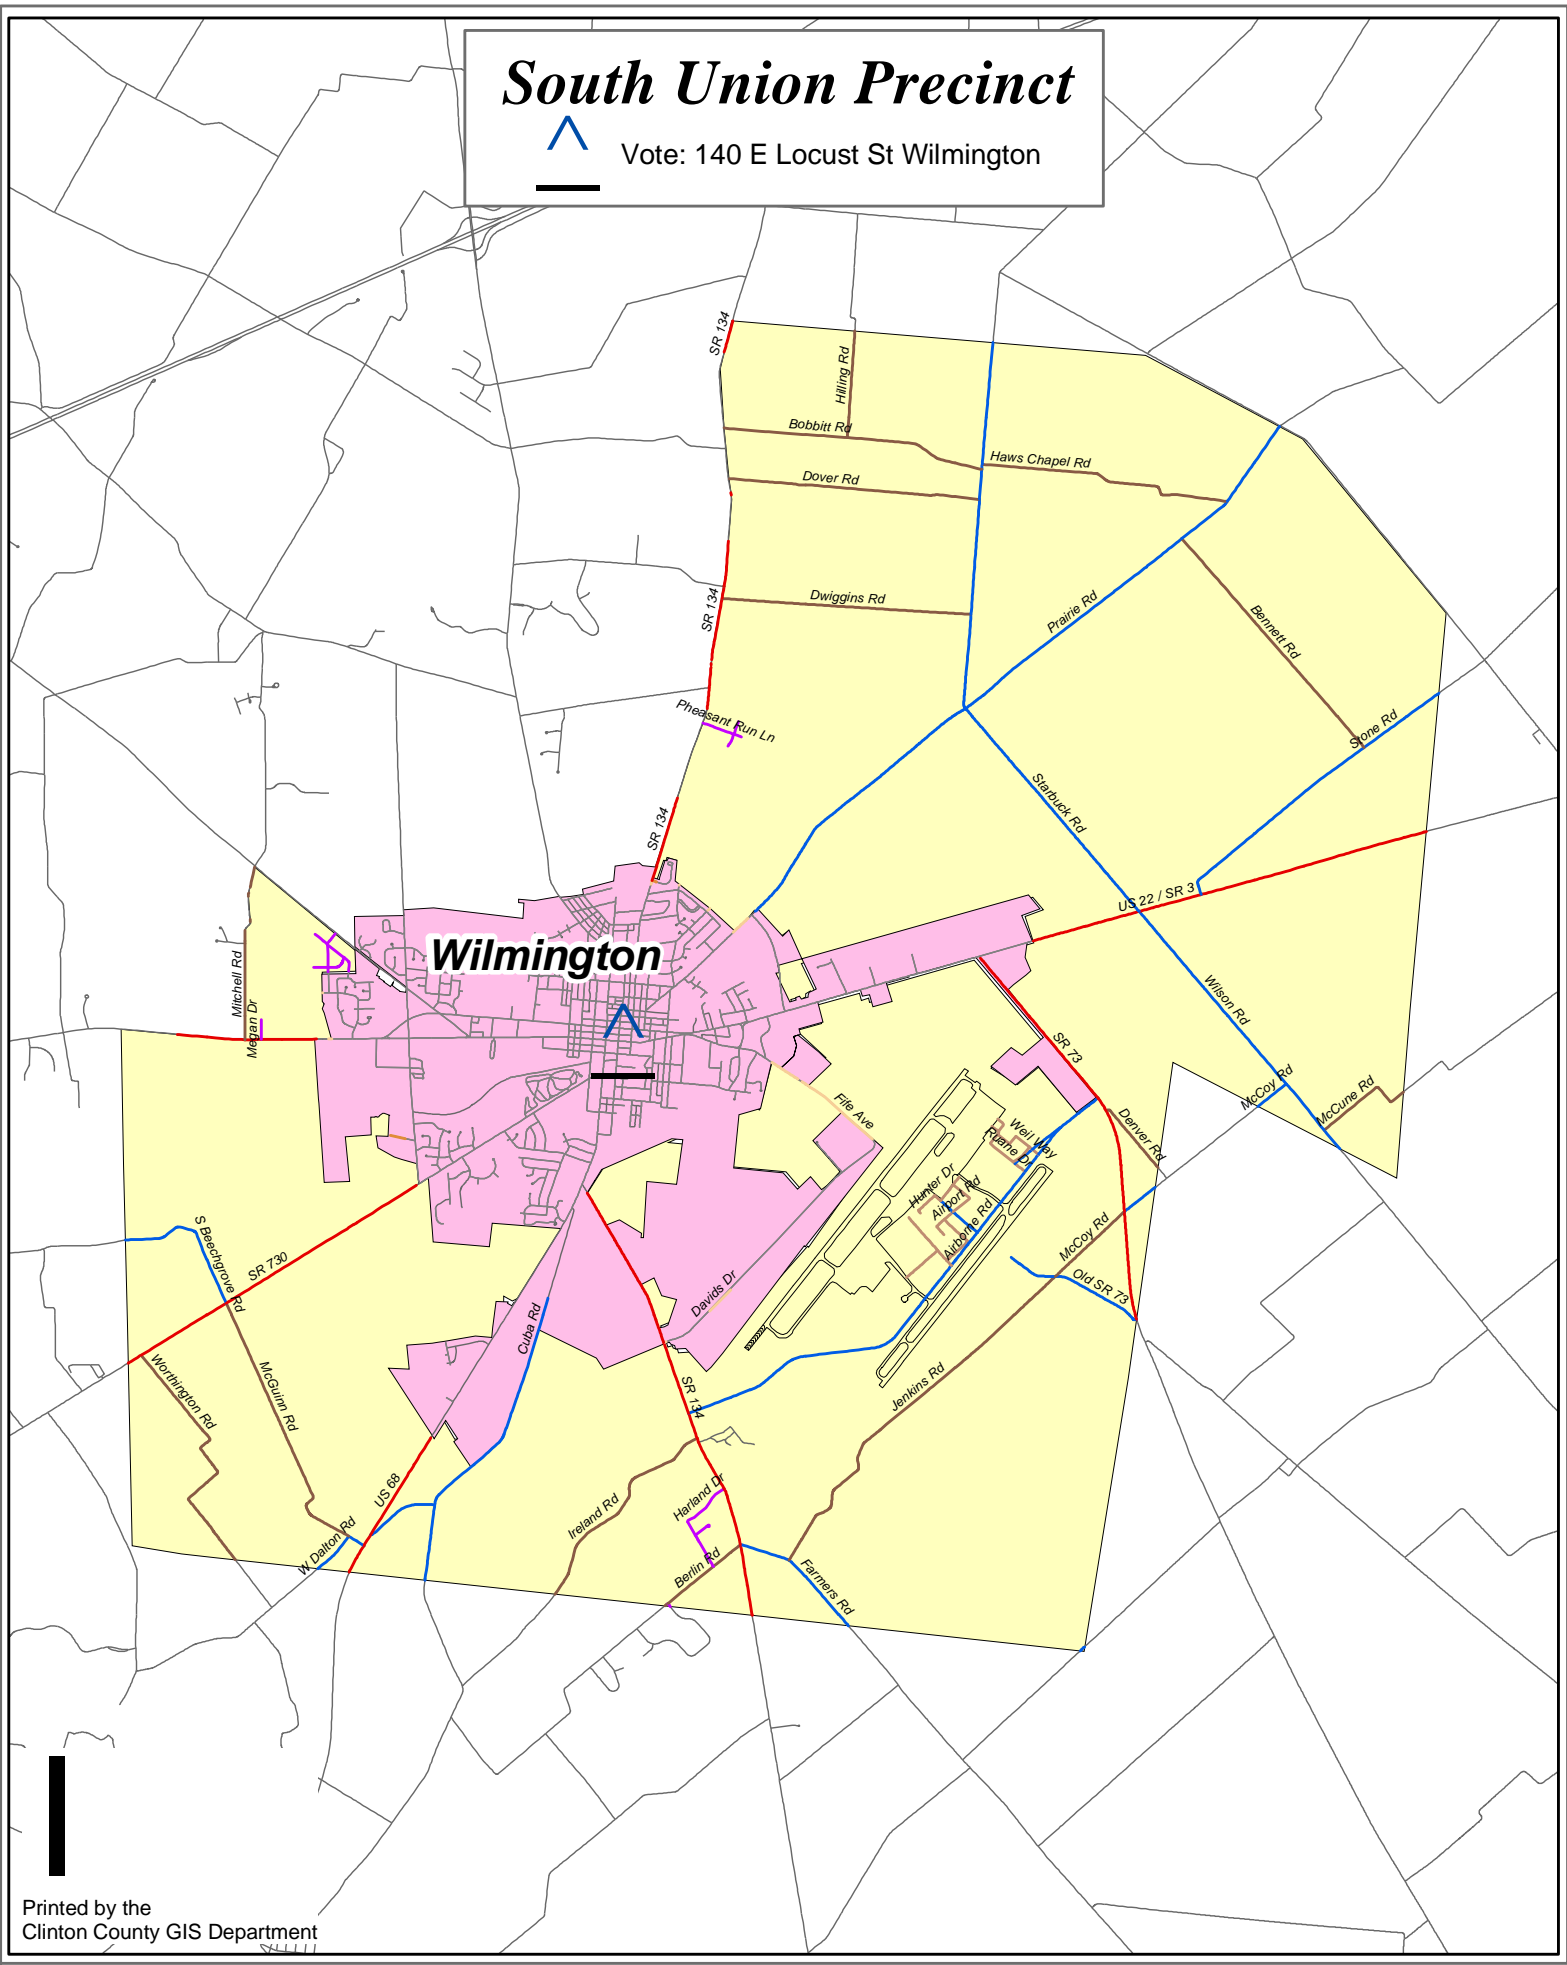 South Union Precinct
Vote: 140 E Locust St Wilmington
SR 134
Hilling Rd
Bobbitt Rd
Haws Chapel Rd
Dover Rd
Dwiggins Rd
SR 134
Prairie Rd
Bennett Rd
Pheasant Run Ln
Stone Rd
Starbuck Rd
SR 134
US 22 / SR 3
Wilmington
Mitchell Rd
Megan Dr
Wilson Rd
SR 73
McCoy Rd
McCune Rd
Fife Ave
Denver Rd
Weil Way
Ruane Dr
Hunter Dr
Airport Rd
Airborne Rd
McCoy Rd
S Beechgrove Rd
SR 730
Davids Dr
Old SR 73
Cuba Rd
Worthington Rd
McGuinn Rd
SR 134
Jenkins Rd
US 68
W Dalton Rd
Ireland Rd
Harland Dr
Berlin Rd
Farmers Rd
Printed by the
Clinton County GIS Department